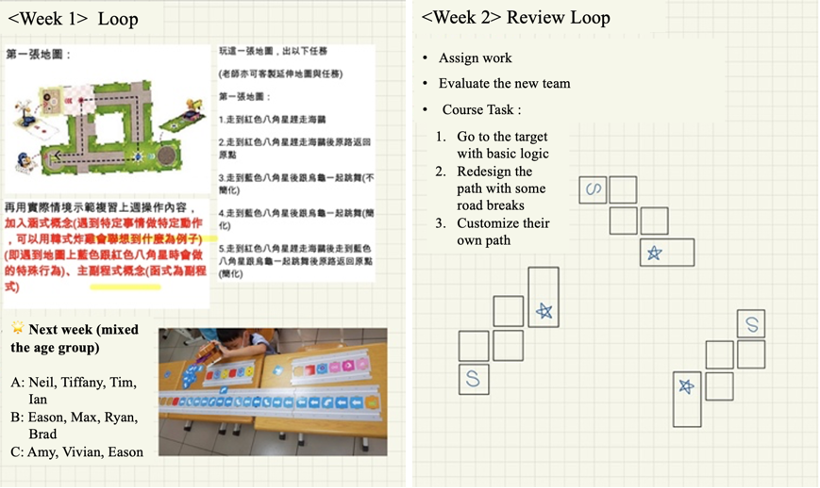 <Week 1> Loop
第一張地圖：
再用實際情境示範複習上週操作內容，
加入涵式概念(遇到特定事情做特定動作
，可以用韓式炸雞會聯想到什麼為例子)
(即遇到地圖上藍色跟紅色八角星時會做
的特殊行為)、主副程式概念(函式為副程
式)
玩這一張地圖，出以下任務
(老師亦可客製延伸地圖與任務)
第一張地圖：
1.走到紅色八角星趕走海鷗
2.走到紅色八角星趕走海鷗後原路返回
原點
3.走到藍色八角星後跟烏龜一起跳舞(不
簡化)
4.走到藍色八角星後跟烏龜一起跳舞(簡
化)
5.走到紅色八角星趕走海鷗後走到藍色
八角星跟烏龜一起跳舞後原路返回原點
(簡化)
Next week (mixed
the age group)
A: Neil, Tiffany, Tim,
Ian
B: Eason, Max, Ryan,
Brad
C: Amy, Vivian, Eason
<Week 2> Review Loop
• Assign work
• Evaluate the new team
• Course Task :
1. Go to the target
with basic logic
2. Redesign the
path with some
road breaks
3. Customize their
own path
S
S
S